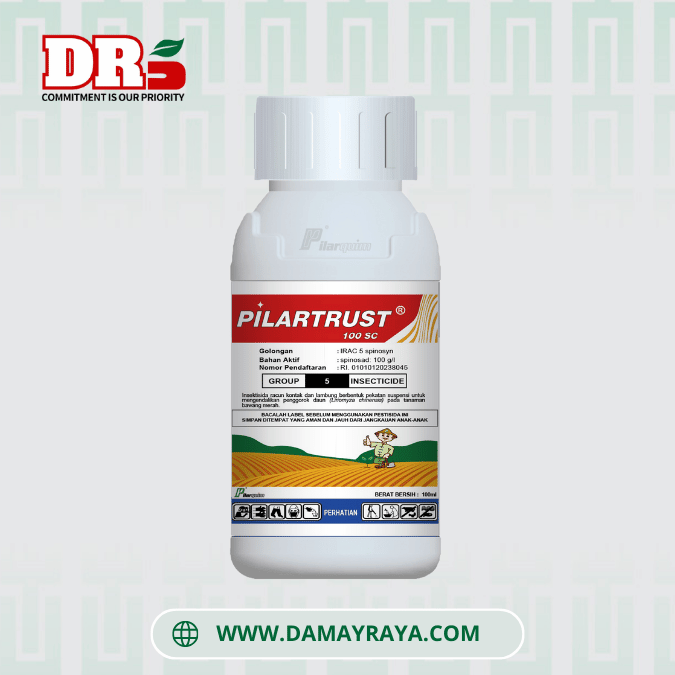 DRS
COMMITMENT IS OUR PRIORITY
Pilarquim
PILARTRUST ®
100 SC
Golongan : IRAC 5 spinosyn
Bahan Aktif : spinosad: 100 g/l
Nomor Pendaftaran : RI. 01010120238045
GROUP 5 INSECTICIDE
Insektisida racun kontak dan lambung berbentuk pekatan suspensi untuk
mengendalikan penggorok daun (Liriomyza chinensis) pada tanaman
bawang merah.
BACALAH LABEL SEBELUM MENGGUNAKAN PESTISIDA INI
SIMPAN DITEMPAT YANG AMAN DAN JAUH DARI JANGKAUAN ANAK-ANAK.
Pilarquim
BERAT BERSIH : 100ml
PERHATIAN
WWW.DAMAYRAYA.COM